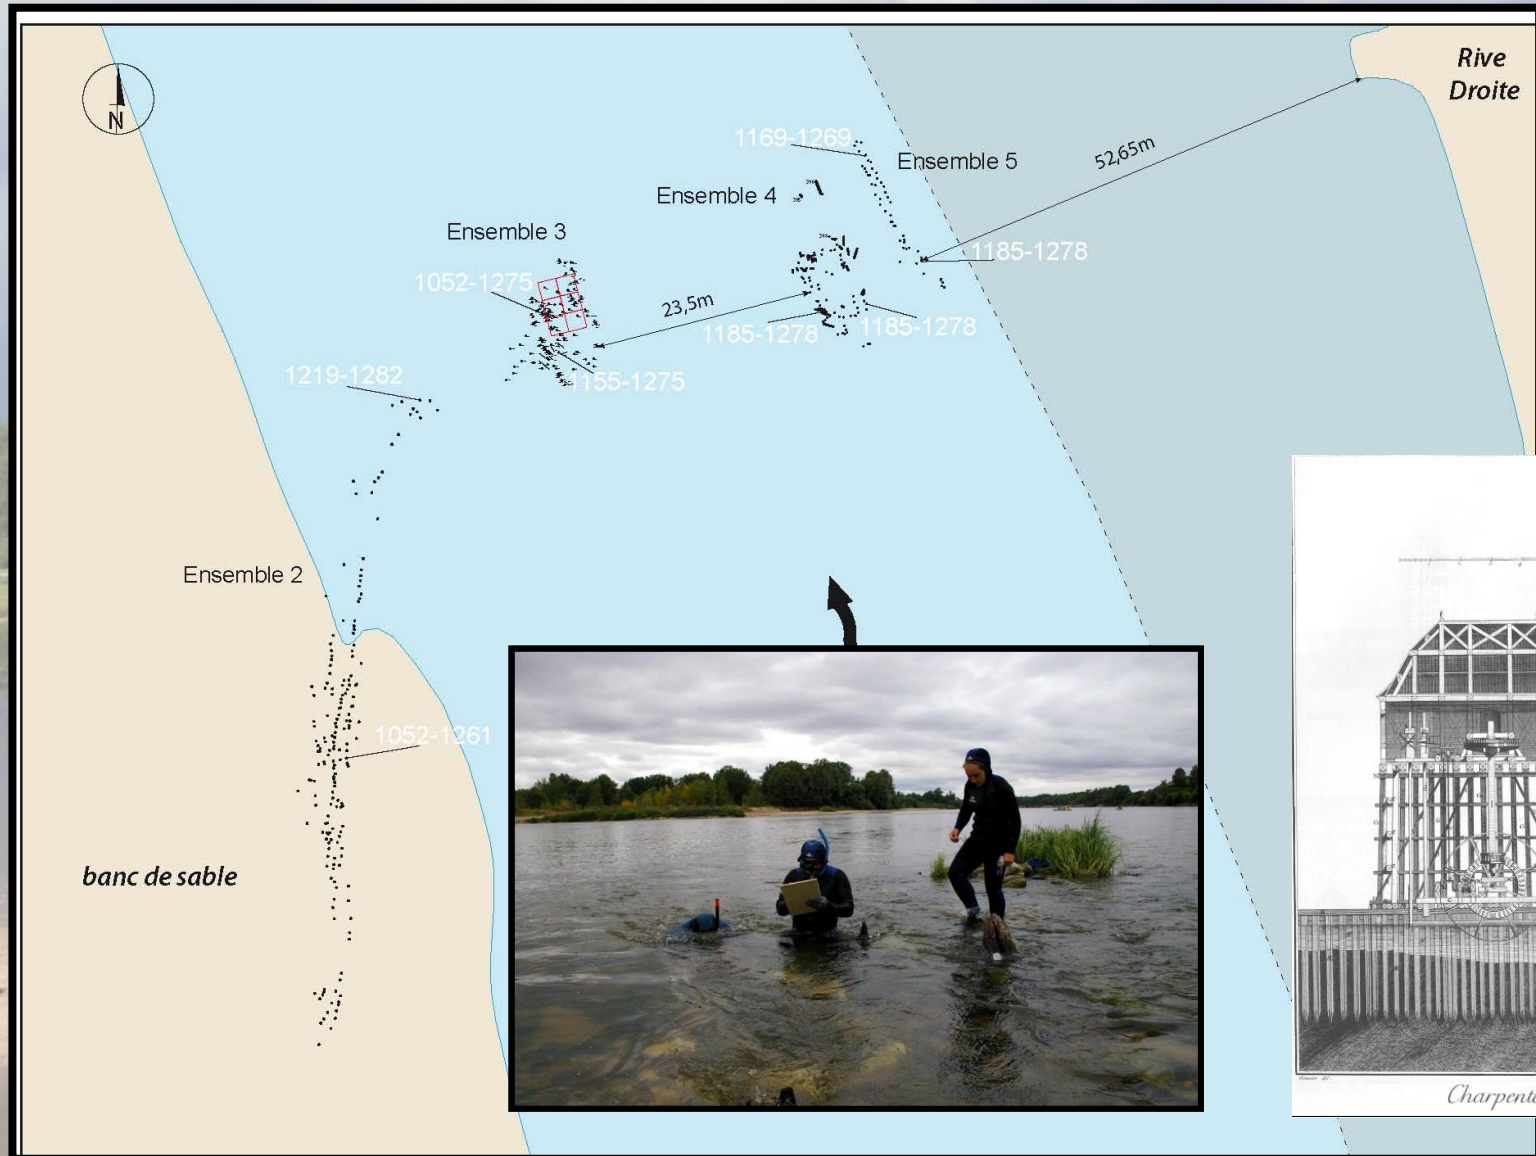 Rive
Droite
N
1169-1269
52,65m
Ensemble 5
Ensemble 4
Ensemble 3
1185-1278
1052-1275
23,5m
1185-1278
1185-1278
1219-1282
1155-1275
Ensemble 2
1052-1261
banc de sable